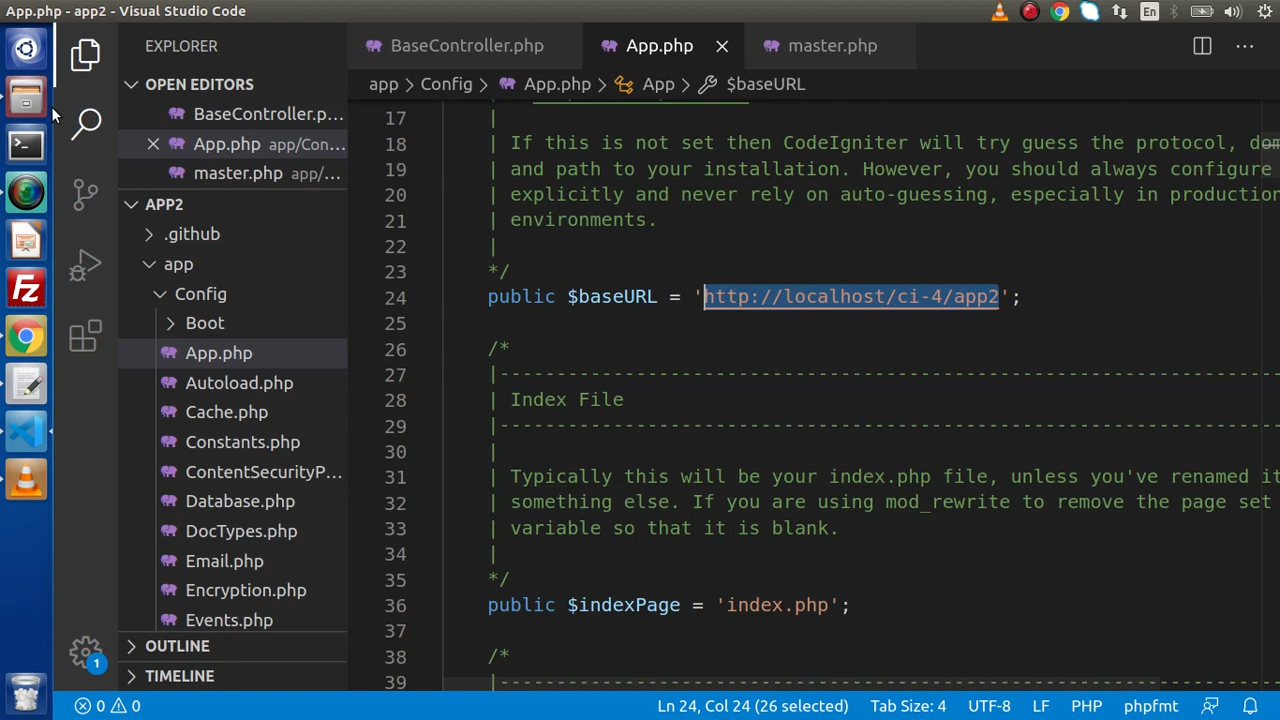 App.php - app2 - Visual Studio Code
En
EXPLORER
BaseController.php
App.php
master.php
OPEN EDITORS
app
Config
App.php
App
$baseURL
BaseController.p...
App.php app/Con...
master.php app/...
APP2
.github
app
Config
Boot
App.php
Autoload.php
Cache.php
Constants.php
ContentSecurityP...
Database.php
DocTypes.php
Email.php
Encryption.php
Events.php
OUTLINE
TIMELINE
1
17 |
18 | If this is not set then CodeIgniter will try guess the protocol, dom
19 | and path to your installation. However, you should always configure
20 | explicitly and never rely on auto-guessing, especially in production
21 | environments.
22 |
23 */
24 public $baseURL = 'http://localhost/ci-4/app2';
25
26 /*
27 |--------------------------------------------------------------------
28 | Index File
29 |--------------------------------------------------------------------
30 |
31 | Typically this will be your index.php file, unless you've renamed it
32 | something else. If you are using mod_rewrite to remove the page set
33 | variable so that it is blank.
34 |
35 */
36 public $indexPage = 'index.php';
37
38 /*
39 |--------------------------------------------------------------------
0 0
Ln 24, Col 24 (26 selected)
Tab Size: 4
UTF-8
LF
PHP
phpfmt